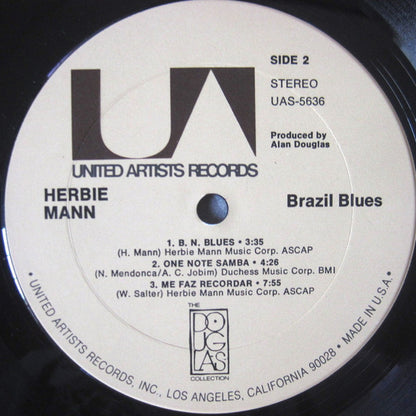 UA
SIDE 2
STEREO
UAS-5636
Produced by
Alan Douglas
UNITED ARTISTS RECORDS
HERBIE
MANN
Brazil Blues
1. B. N. BLUES • 3:35
(H. Mann) Herbie Mann Music Corp. ASCAP
2. ONE NOTE SAMBA • 4:26
(N. Mendonca/A. C. Jobim) Duchess Music Corp. BMI
3. ME FAZ RECORDAR • 7:55
(W. Salter) Herbie Mann Music Corp. ASCAP
THE
DOUGLAS
COLLECTION
• UNITED ARTISTS RECORDS, INC., LOS ANGELES, CALIFORNIA 90028 • MADE IN U.S.A. •